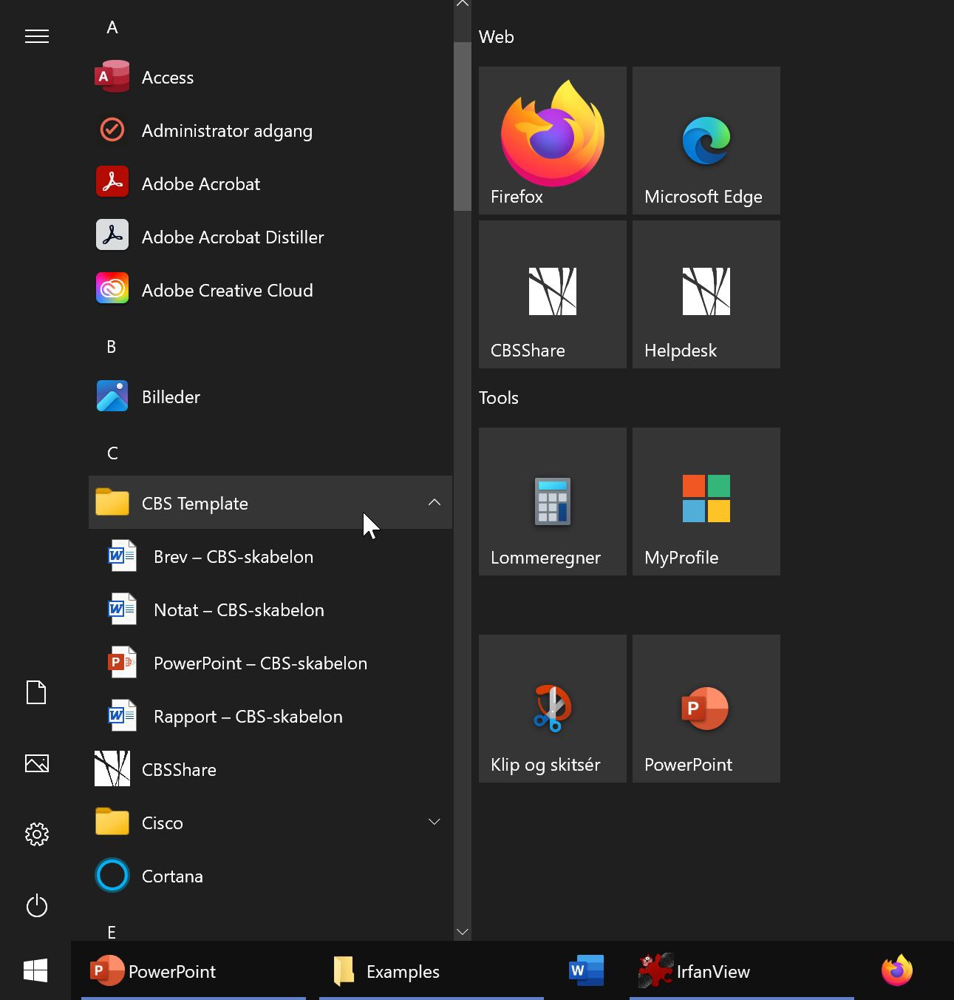 A
Access
Administrator adgang
Adobe Acrobat
Adobe Acrobat Distiller
Adobe Creative Cloud
B
Billeder
C
CBS Template
Brev – CBS-skabelon
Notat – CBS-skabelon
PowerPoint – CBS-skabelon
Rapport – CBS-skabelon
CBSShare
Cisco
Cortana
E
Web
Firefox
Microsoft Edge
CBSShare
Helpdesk
Tools
Lommeregner
MyProfile
Klip og skitsér
PowerPoint
PowerPoint
Examples
IrfanView